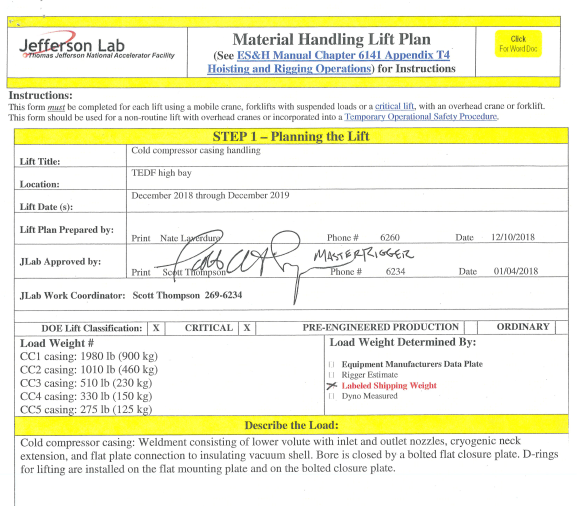 Jefferson Lab
Thomas Jefferson National Accelerator Facility
Material Handling Lift Plan
(See ES&H Manual Chapter 6141 Appendix T4
Hoisting and Rigging Operations) for Instructions
Click
For Word Doc
Instructions:
This form must be completed for each lift using a mobile crane, forklifts with suspended loads or a critical lift, with an overhead crane or forklift.
This form should be used for a non-routine lift with overhead cranes or incorporated into a Temporary Operational Safety Procedure.
STEP 1 – Planning the Lift
Lift Title: Cold compressor casing handling
Location: TEDF high bay
Lift Date (s): December 2018 through December 2019
Lift Plan Prepared by: Print Nate Laverdure Phone # 6260 Date 12/10/2018
JLab Approved by: Print Scott Thompson MASTER RIGGER Phone # 6234 Date 01/04/2018
JLab Work Coordinator: Scott Thompson 269-6234
DOE Lift Classification: X CRITICAL X PRE-ENGINEERED PRODUCTION ORDINARY
Load Weight #
CC1 casing: 1980 lb (900 kg)
CC2 casing: 1010 lb (460 kg)
CC3 casing: 510 lb (230 kg)
CC4 casing: 330 lb (150 kg)
CC5 casing: 275 lb (125 kg)
Load Weight Determined By:
Equipment Manufacturers Data Plate
Rigger Estimate
Labeled Shipping Weight
Dyno Measured
Describe the Load:
Cold compressor casing: Weldment consisting of lower volute with inlet and outlet nozzles, cryogenic neck
extension, and flat plate connection to insulating vacuum shell. Bore is closed by a bolted flat closure plate. D-rings
for lifting are installed on the flat mounting plate and on the bolted closure plate.